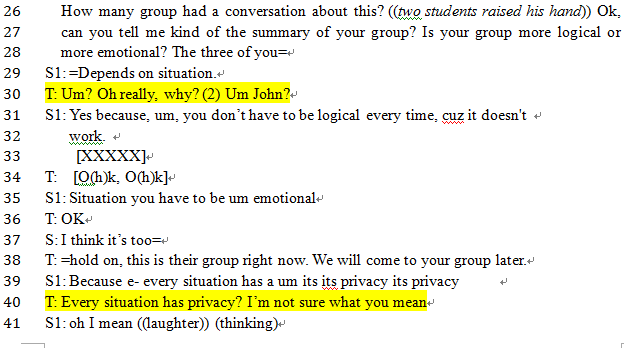 26 How many group had a conversation about this? ((two students raised his hand)) Ok,
27 can you tell me kind of the summary of your group? Is your group more logical or
28 more emotional? The three of you=
29 S1: =Depends on situation.
30 T: Um? Oh really, why? (2) Um John?
31 S1: Yes because, um, you don't have to be logical every time, cuz it doesn't
32 work.
33 [XXXXX]
34 T: [O(h)k, O(h)k]
35 S1: Situation you have to be um emotional
36 T: OK
37 S: I think it's too=
38 T: =hold on, this is their group right now. We will come to your group later.
39 S1: Because e- every situation has a um its its privacy its privacy
40 T: Every situation has privacy? I'm not sure what you mean
41 S1: oh I mean ((laughter)) (thinking)